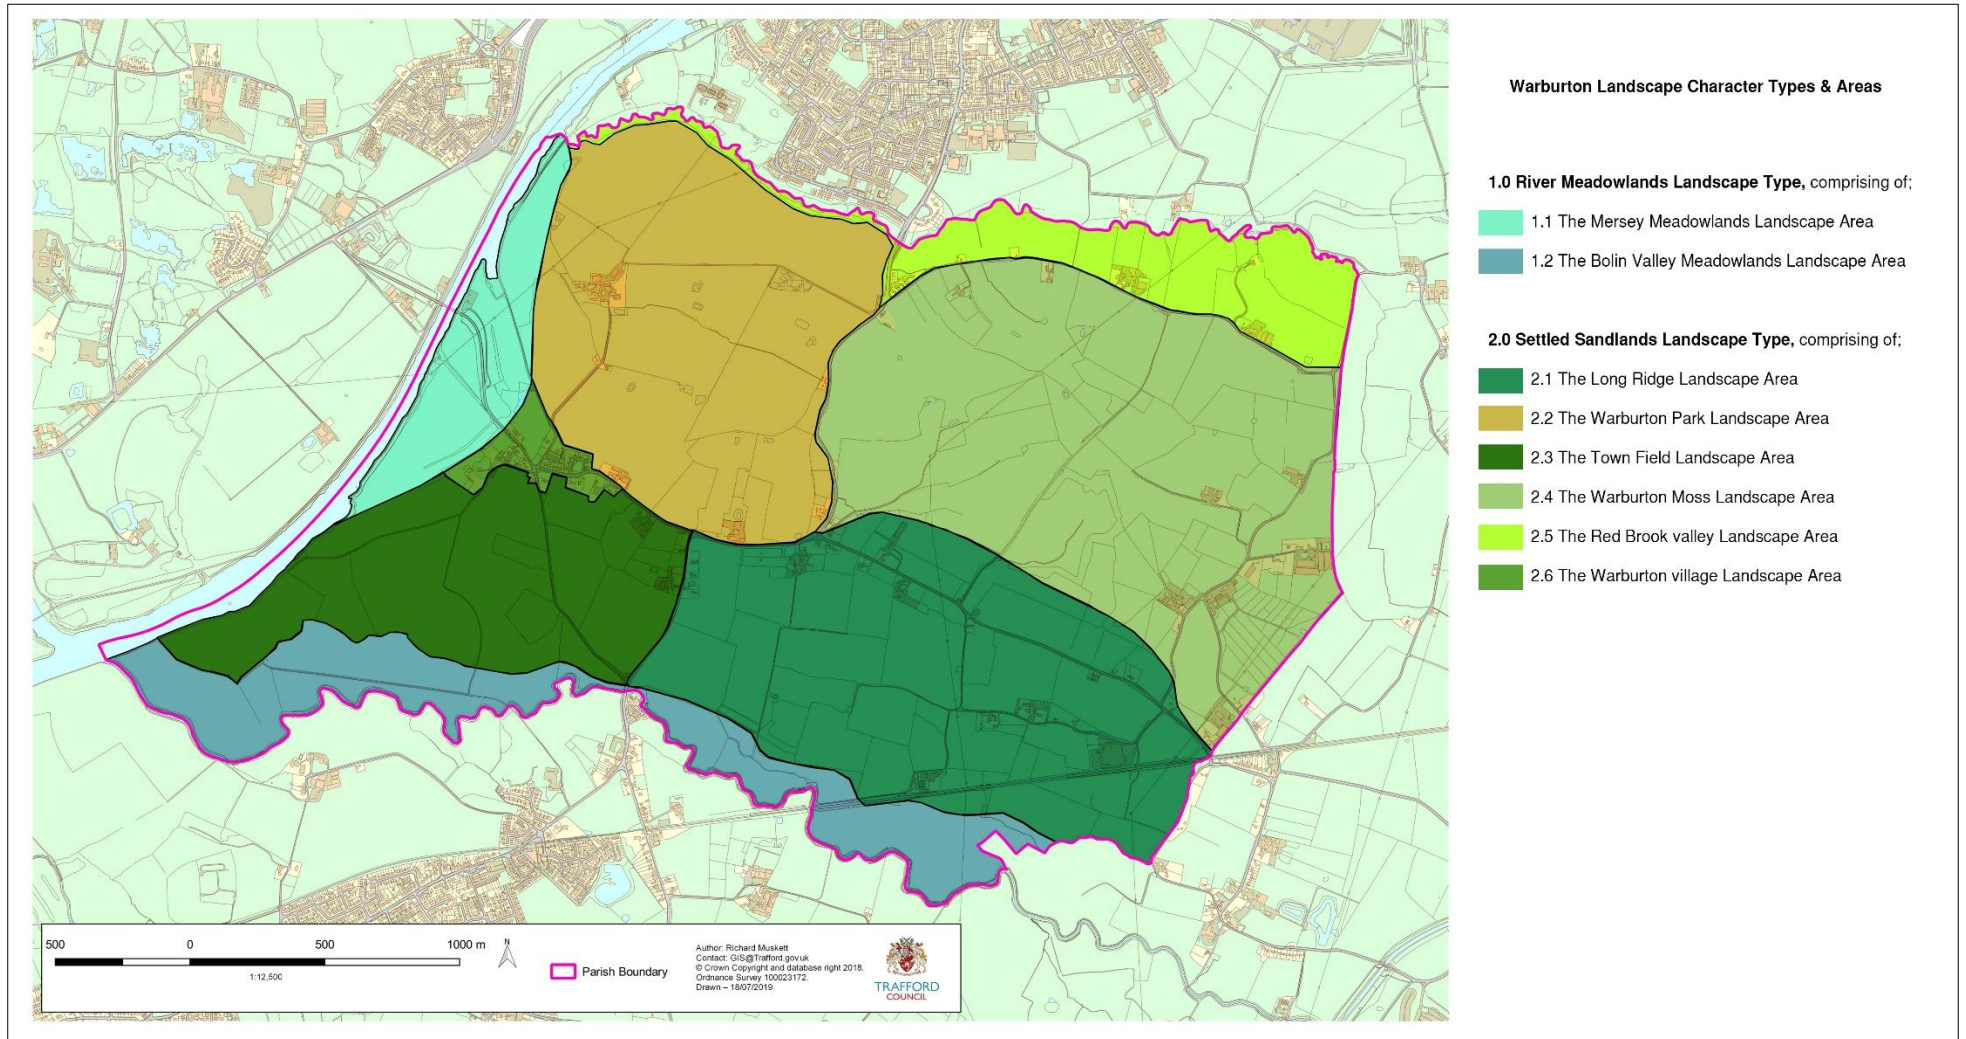 Warburton Landscape Character Types & Areas
1.0 River Meadowlands Landscape Type, comprising of;
1.1 The Mersey Meadowlands Landscape Area
1.2 The Bolin Valley Meadowlands Landscape Area
2.0 Settled Sandlands Landscape Type, comprising of;
2.1 The Long Ridge Landscape Area
2.2 The Warburton Park Landscape Area
2.3 The Town Field Landscape Area
2.4 The Warburton Moss Landscape Area
2.5 The Red Brook valley Landscape Area
2.6 The Warburton village Landscape Area
500 0 500 1000 m
1:12,500
N
Parish Boundary
Author: Richard Muskett
Contact: GIS@Trafford.gov.uk
© Crown Copyright and database right 2018.
Ordnance Survey 100023172.
Drawn – 18/07/2019
TRAFFORD
COUNCIL